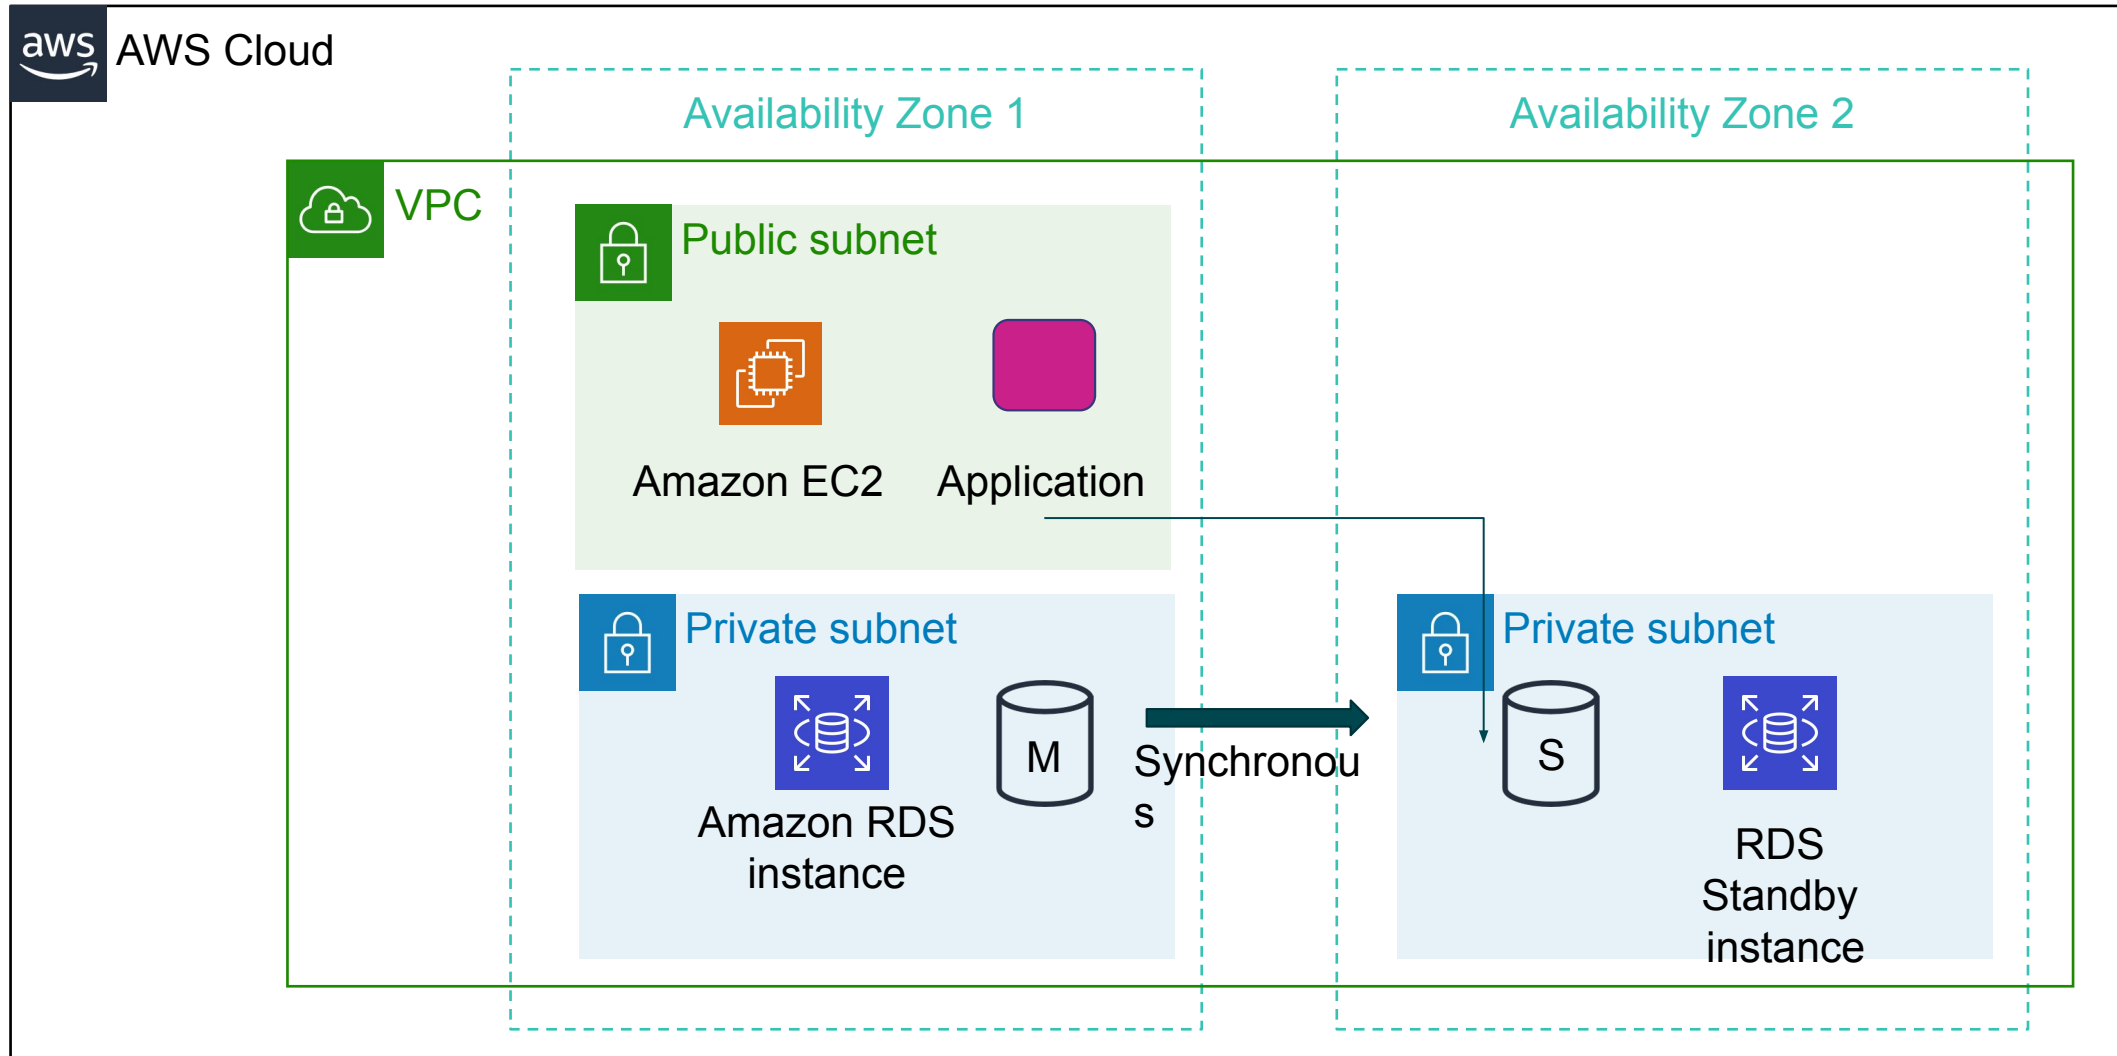 aws
AWS Cloud
Availability Zone 1
Availability Zone 2
VPC
Public subnet
Amazon EC2
Application
Private subnet
M
Amazon RDS
instance
Synchronou
s
Private subnet
S
RDS
Standby
instance